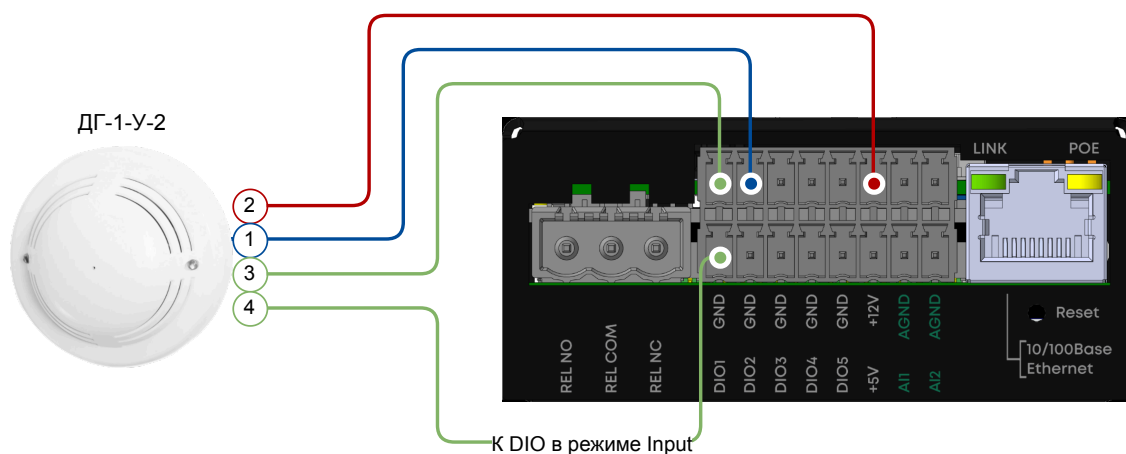 ДГ-1-У-2
2
1
3
4
LINK
POE
GND
GND
GND
GND
GND
+12V
AGND
AGND
REL NO
REL COM
REL NC
DIO1
DIO2
DIO3
DIO4
DIO5
+5V
AI1
AI2
Reset
10/100Base
Ethernet
К DIO в режиме Input